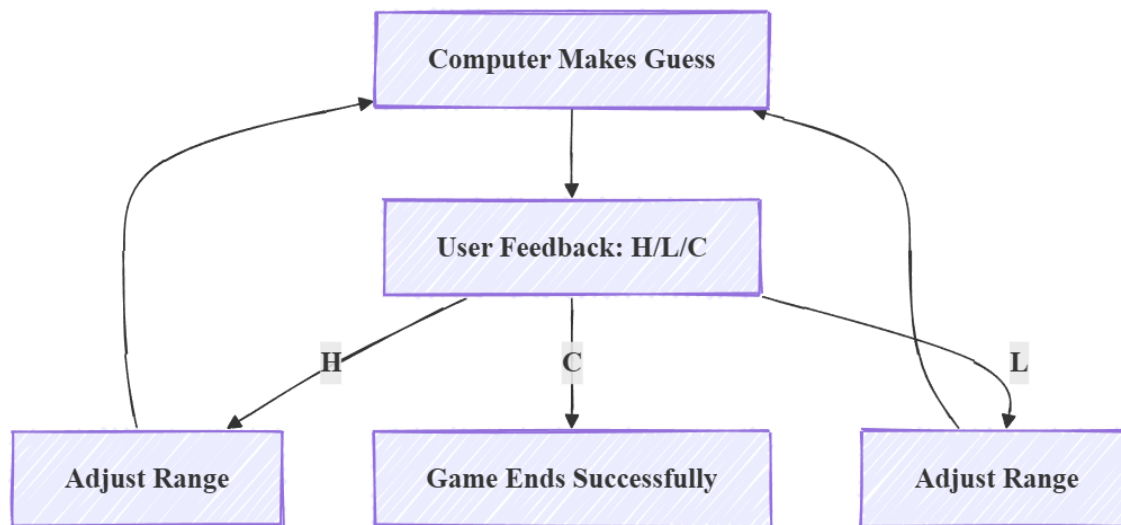 Computer Makes Guess
User Feedback: H/L/C
H
C
L
Adjust Range
Game Ends Successfully
Adjust Range